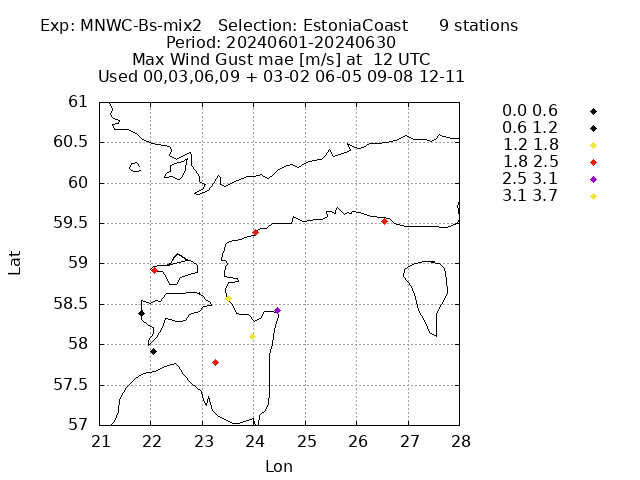 Exp: MNWC-Bs-mix2 Selection: EstoniaCoast 9 stations
Period: 20240601-20240630
Max Wind Gust mae [m/s] at 12 UTC
Used 00,03,06,09 + 03-02 06-05 09-08 12-11
61
60.5
60
59.5
59
58.5
58
57.5
57
Lat
21 22 23 24 25 26 27 28
Lon
0.0 0.6
0.6 1.2
1.2 1.8
1.8 2.5
2.5 3.1
3.1 3.7